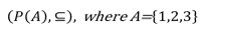 (P(A),⊆), where A={1,2,3}